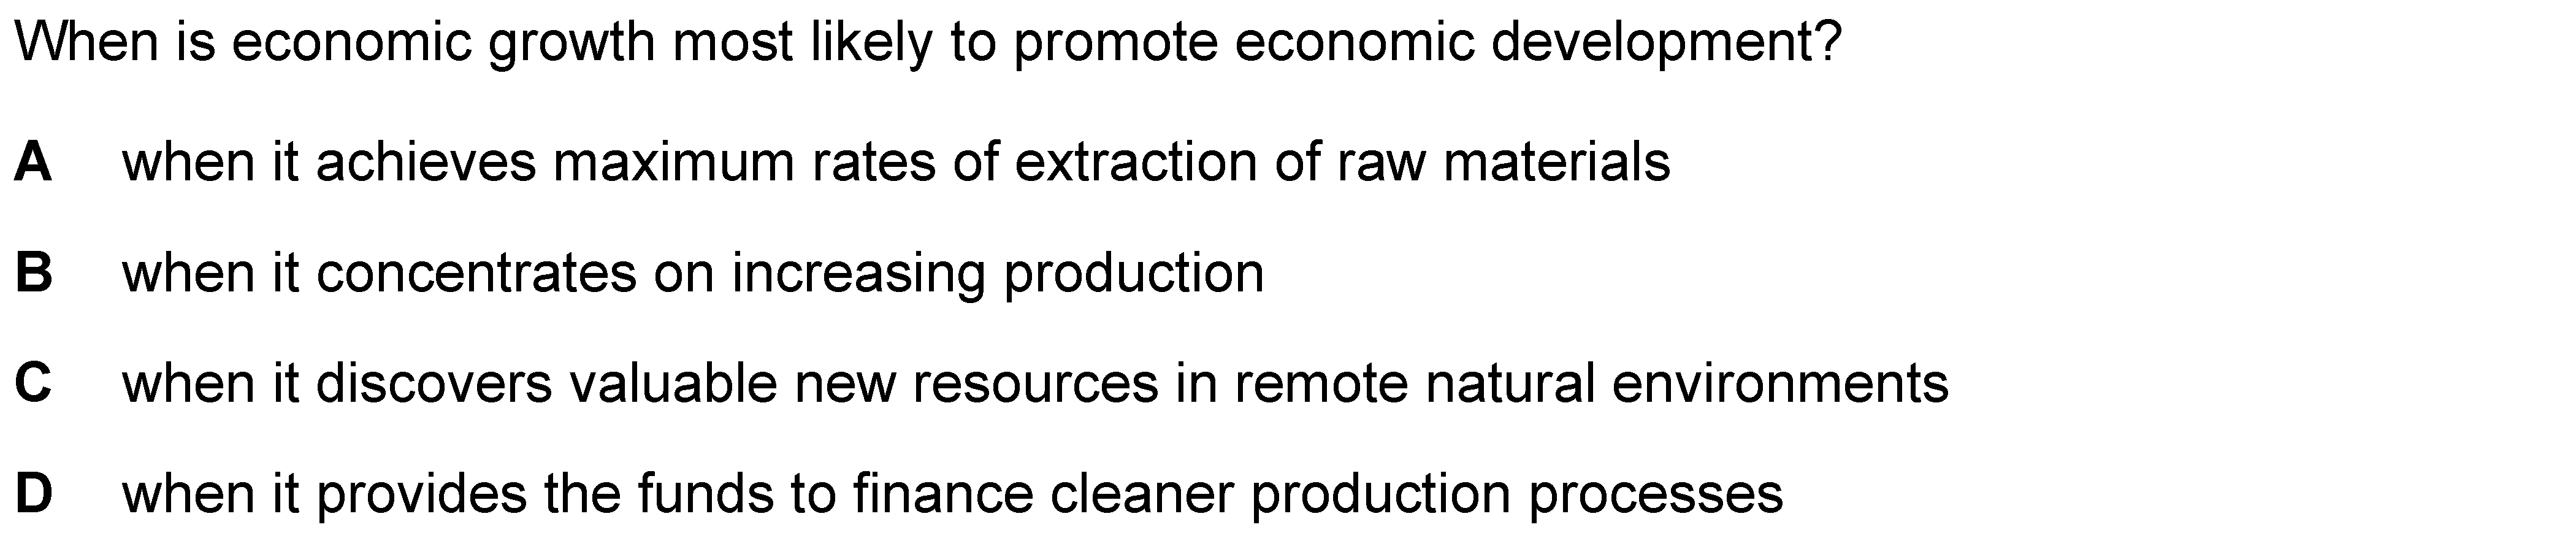 When is economic growth most likely to promote economic development?
A when it achieves maximum rates of extraction of raw materials
B when it concentrates on increasing production
C when it discovers valuable new resources in remote natural environments
D when it provides the funds to finance cleaner production processes